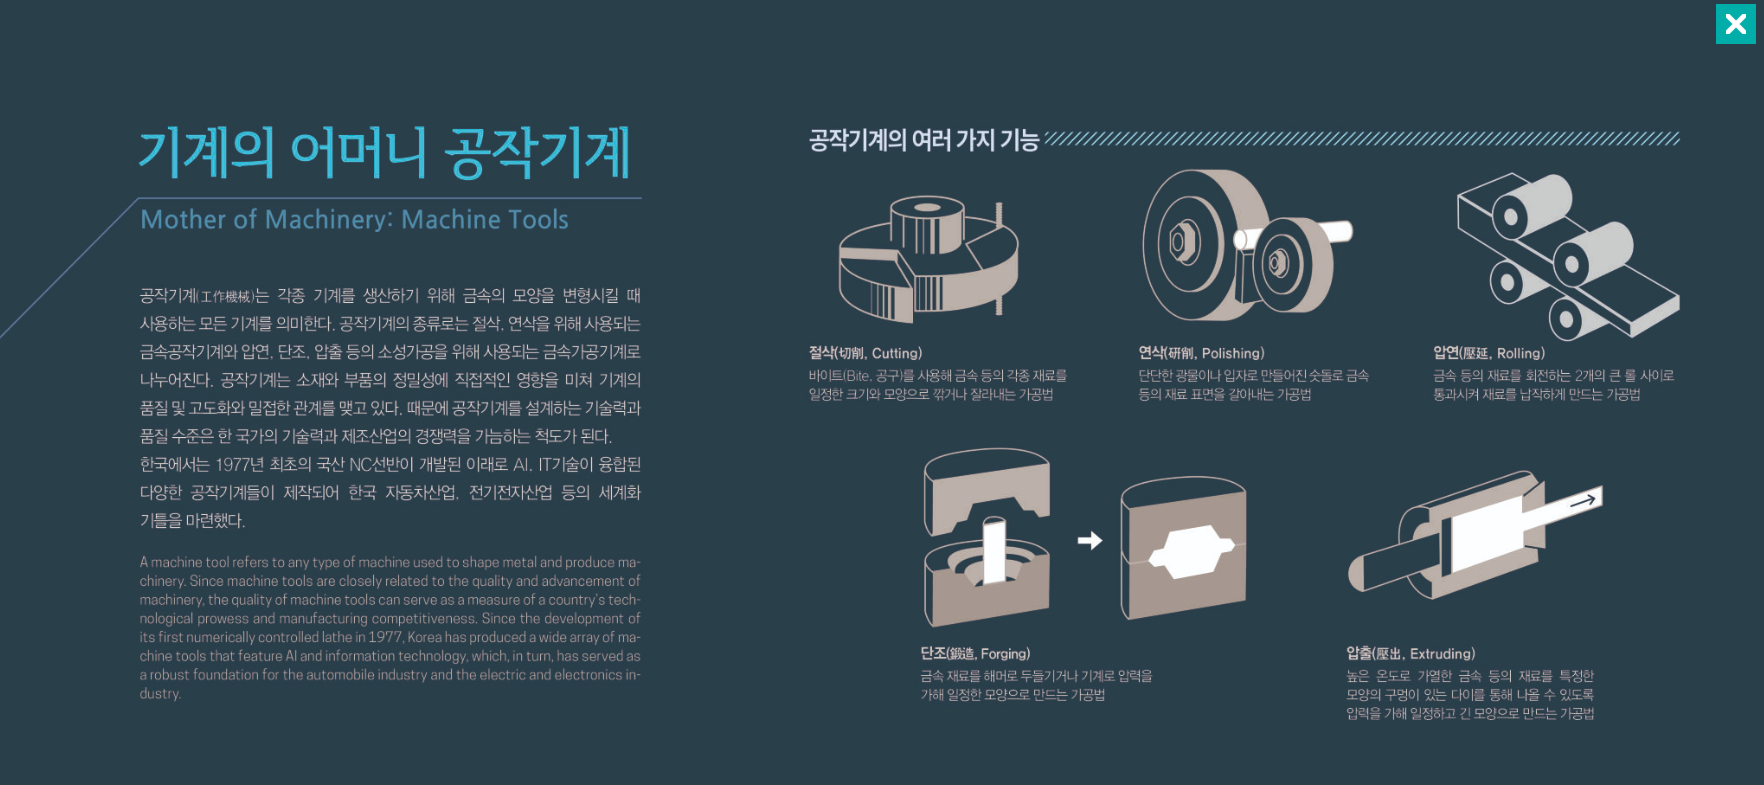 기계의 어머니 공작기계
Mother of Machinery: Machine Tools
공작기계(工作機械)는 각종 기계를 생산하기 위해 금속의 모양을 변형시킬 때
사용하는 모든 기계를 의미한다. 공작기계의 종류로는 절삭, 연삭을 위해 사용되는
금속공작기계와 압연, 단조, 압출 등의 소성가공을 위해 사용되는 금속가공기계로
나누어진다. 공작기계는 소재와 부품의 정밀성에 직접적인 영향을 미쳐 기계의
품질 및 고도화와 밀접한 관계를 맺고 있다. 때문에 공작기계를 설계하는 기술력과
품질 수준은 한 국가의 기술력과 제조산업의 경쟁력을 가늠하는 척도가 된다.
한국에서는 1977년 최초의 국산 NC선반이 개발된 이래로 AI, IT기술이 융합된
다양한 공작기계들이 제작되어 한국 자동차산업, 전기전자산업 등의 세계화
기틀을 마련했다.
A machine tool refers to any type of machine used to shape metal and produce ma-
chinery. Since machine tools are closely related to the quality and advancement of
machinery, the quality of machine tools can serve as a measure of a country's tech-
nological prowess and manufacturing competitiveness. Since the development of
its first numerically controlled lathe in 1977, Korea has produced a wide array of ma-
chine tools that feature AI and information technology, which, in turn, has served as
a robust foundation for the automobile industry and the electric and electronics in-
dustry.
공작기계의 여러 가지 기능
절삭(切削, Cutting)
바이트(Bite, 공구)를 사용해 금속 등의 각종 재료를
일정한 크기와 모양으로 깎거나 잘라내는 가공법
연삭(硏削, Polishing)
단단한 광물이나 입자로 만들어진 숫돌로 금속
등의 재료 표면을 갈아내는 가공법
압연(壓延, Rolling)
금속 등의 재료를 회전하는 2개의 큰 롤 사이로
통과시켜 재료를 납작하게 만드는 가공법
단조(鍛造, Forging)
금속 재료를 해머로 두들기거나 기계로 압력을
가해 일정한 모양으로 만드는 가공법
압출(壓出, Extruding)
높은 온도로 가열한 금속 등의 재료를 특정한
모양의 구멍이 있는 다이를 통해 나올 수 있도록
압력을 가해 일정하고 긴 모양으로 만드는 가공법